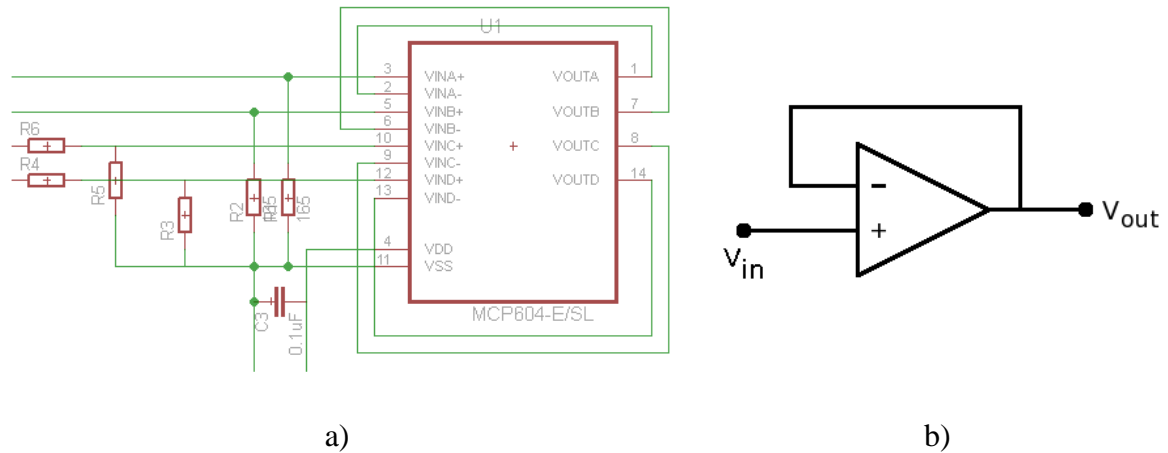 U1
3 VINA+ VOUTA 1
2 VINA-
5 VINB+ VOUTB 7
6 VINB-
10 VINC+ VOUTC 8
9 VINC-
12 VIND+ VOUTD 14
13 VIND-
4 VDD
11 VSS
MCP604-E/SL
R6
R4
R5
R3
R2
165
C3
0.1uF
-
+
Vin
Vout
a)
b)